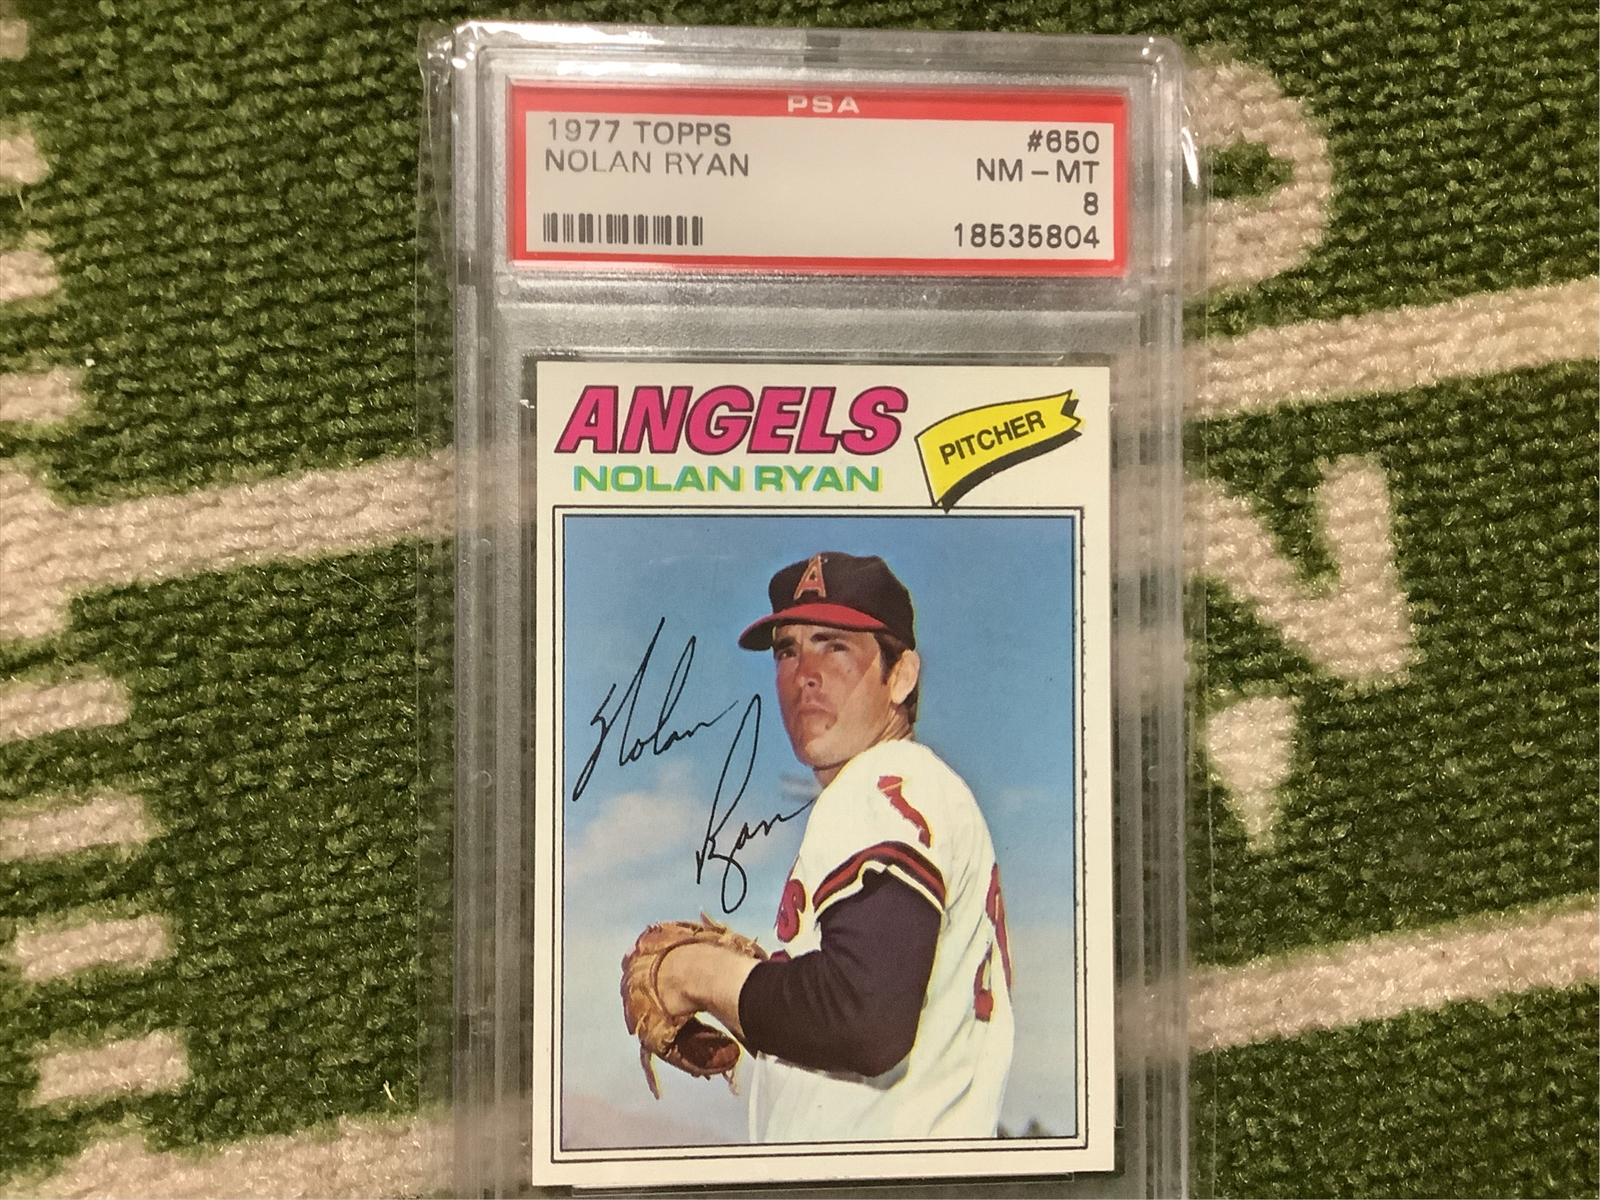 PSA
1977 TOPPS #650
NOLAN RYAN NM-MT
8
18535804
ANGELS
PITCHER
NOLAN RYAN
A
Nolan
Ryan